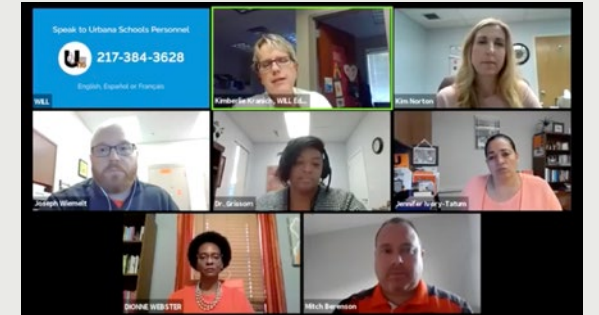 Speak to Urbana Schools Personnel
U
217-384-3628
English, Español or Français
WILL
Kimberlie Kranich, WILL Ed...
Kim Norton
Joseph Wiemelt
Dr. Grissom
Jennifer Ivory-Tatum
DIONNE WEBSTER
Mitch Berenson